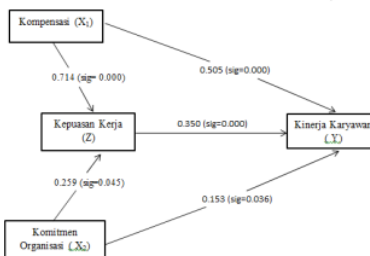 Kompensasi (X₁)
0.714 (sig= 0.000)
0.505 (sig=0.000)
Kepuasan Kerja
(Z)
0.350 (sig=0.000)
Kinerja Karyawan
( Y)
0.259 (sig=0.045)
0.153 (sig=0.036)
Komitmen
Organisasi ( X₂)